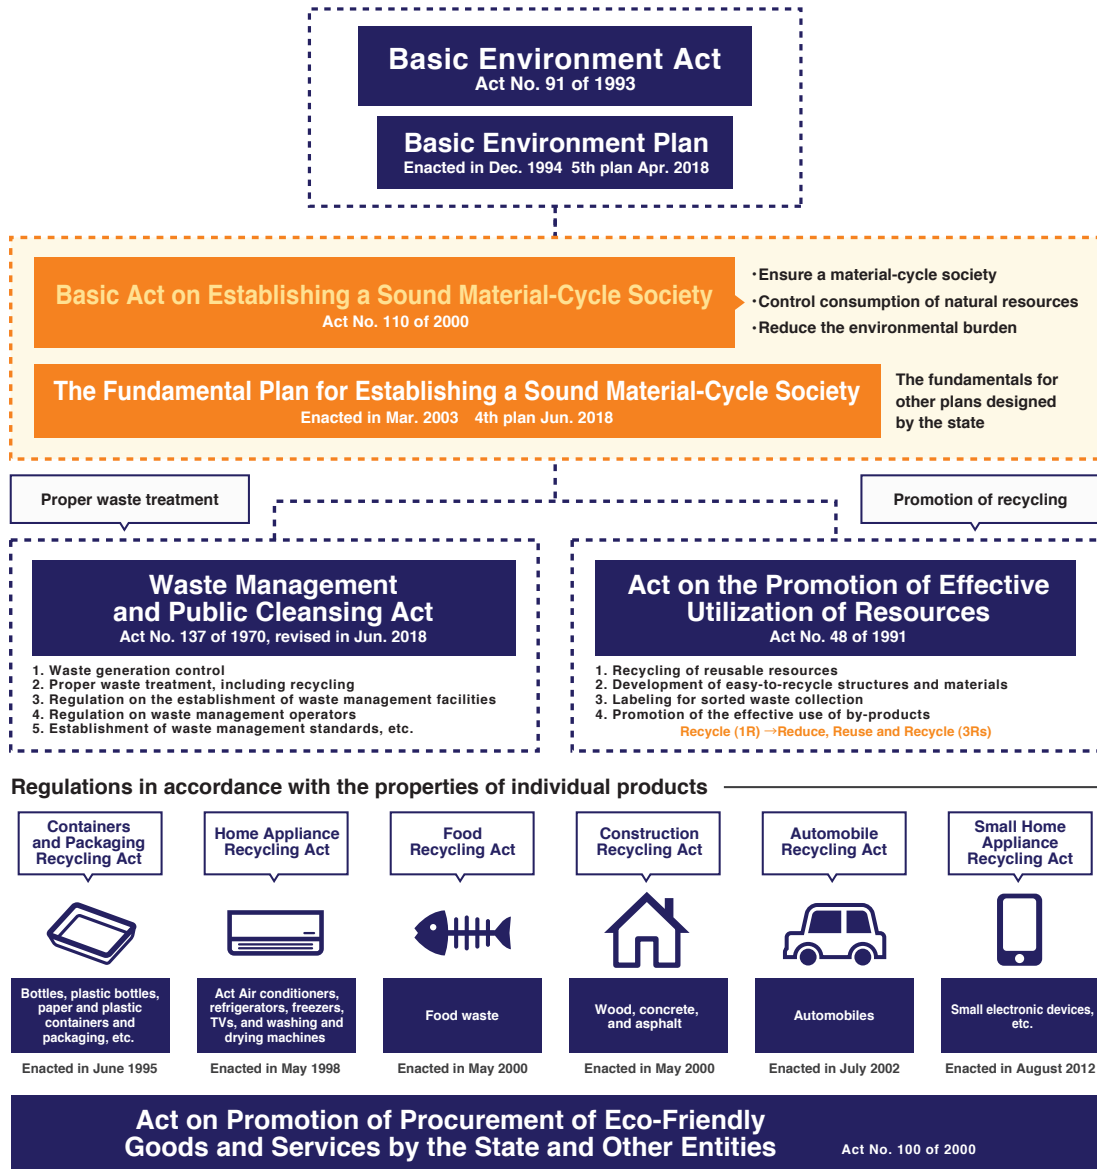 Basic Environment Act
Act No. 91 of 1993
Basic Environment Plan
Enacted in Dec. 1994  5th plan Apr. 2018
Basic Act on Establishing a Sound Material-Cycle Society
Act No. 110 of 2000
・Ensure a material-cycle society
・Control consumption of natural resources
・Reduce the environmental burden
The Fundamental Plan for Establishing a Sound Material-Cycle Society
Enacted in Mar. 2003  4th plan Jun. 2018
The fundamentals for
other plans designed
by the state
Proper waste treatment
Promotion of recycling
Waste Management
and Public Cleansing Act
Act No. 137 of 1970, revised in Jun. 2018
1. Waste generation control
2. Proper waste treatment, including recycling
3. Regulation on the establishment of waste management facilities
4. Regulation on waste management operators
5. Establishment of waste management standards, etc.
Act on the Promotion of Effective
Utilization of Resources
Act No. 48 of 1991
1. Recycling of reusable resources
2. Development of easy-to-recycle structures and materials
3. Labeling for sorted waste collection
4. Promotion of the effective use of by-products
Recycle (1R) →Reduce, Reuse and Recycle (3Rs)
Regulations in accordance with the properties of individual products
Containers
and Packaging
Recycling Act
Home Appliance
Recycling Act
Food
Recycling Act
Construction
Recycling Act
Automobile
Recycling Act
Small Home
Appliance
Recycling Act
Bottles, plastic bottles,
paper and plastic
containers and
packaging, etc.
Act Air conditioners,
refrigerators, freezers,
TVs, and washing and
drying machines
Food waste
Wood, concrete,
and asphalt
Automobiles
Small electronic devices,
etc.
Enacted in June 1995
Enacted in May 1998
Enacted in May 2000
Enacted in May 2000
Enacted in July 2002
Enacted in August 2012
Act on Promotion of Procurement of Eco-Friendly
Goods and Services by the State and Other Entities
Act No. 100 of 2000